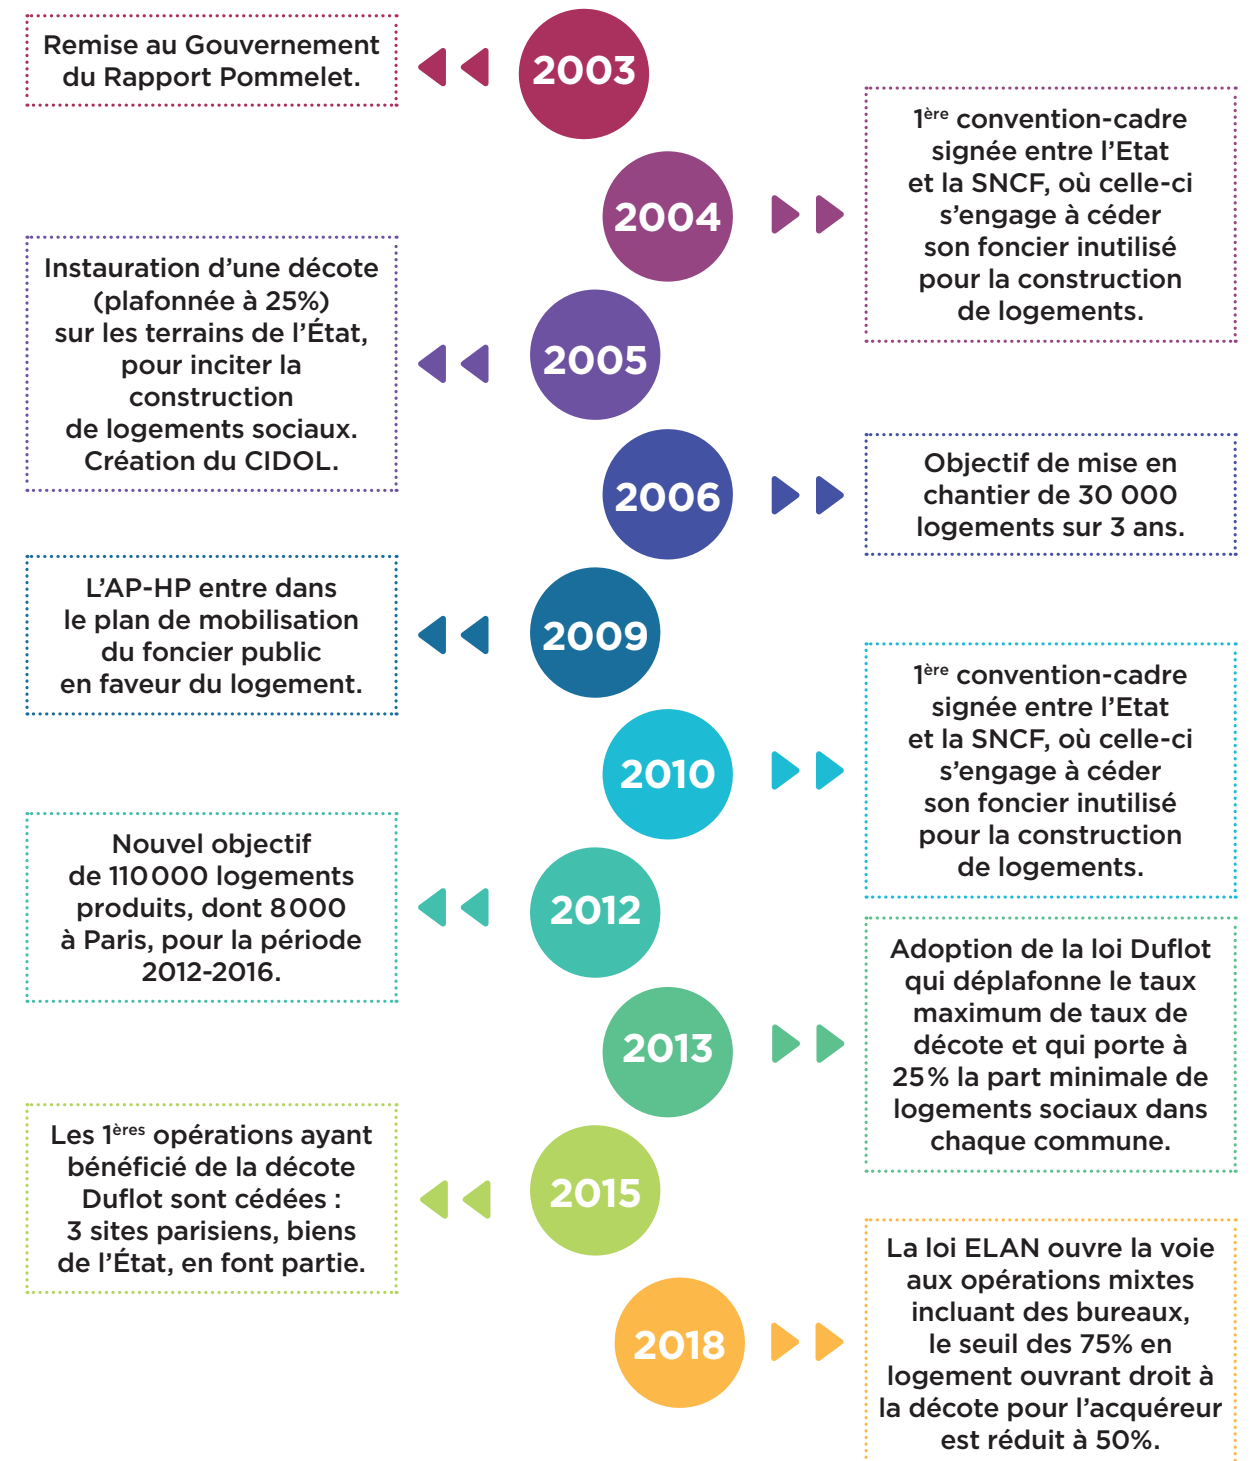 2003
Remise au Gouvernement
du Rapport Pommelet.
2004
1ère convention-cadre
signée entre l'Etat
et la SNCF, où celle-ci
s'engage à céder
son foncier inutilisé
pour la construction
de logements.
2005
Instauration d'une décote
(plafonnée à 25%)
sur les terrains de l'État,
pour inciter la
construction
de logements sociaux.
Création du CIDOL.
2006
Objectif de mise en
chantier de 30 000
logements sur 3 ans.
2009
L'AP-HP entre dans
le plan de mobilisation
du foncier public
en faveur du logement.
2010
1ère convention-cadre
signée entre l'Etat
et la SNCF, où celle-ci
s'engage à céder
son foncier inutilisé
pour la construction
de logements.
2012
Nouvel objectif
de 110 000 logements
produits, dont 8 000
à Paris, pour la période
2012-2016.
2013
Adoption de la loi Duflot
qui déplafonne le taux
maximum de taux de
décote et qui porte à
25% la part minimale de
logements sociaux dans
chaque commune.
2015
Les 1ères opérations ayant
bénéficié de la décote
Duflot sont cédées :
3 sites parisiens, biens
de l'État, en font partie.
2018
La loi ELAN ouvre la voie
aux opérations mixtes
incluant des bureaux,
le seuil des 75% en
logement ouvrant droit à
la décote pour l'acquéreur
est réduit à 50%.